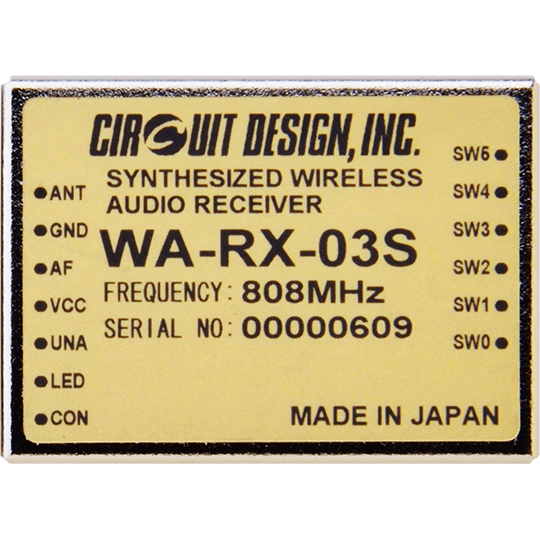 CIRCUIT DESIGN, INC.
SYNTHESIZED WIRELESS
AUDIO RECEIVER
WA-RX-03S
FREQUENCY: 808MHz
SERIAL NO: 00000609
ANT
GND
AF
VCC
UNA
LED
CON
SW5
SW4
SW3
SW2
SW1
SW0
MADE IN JAPAN